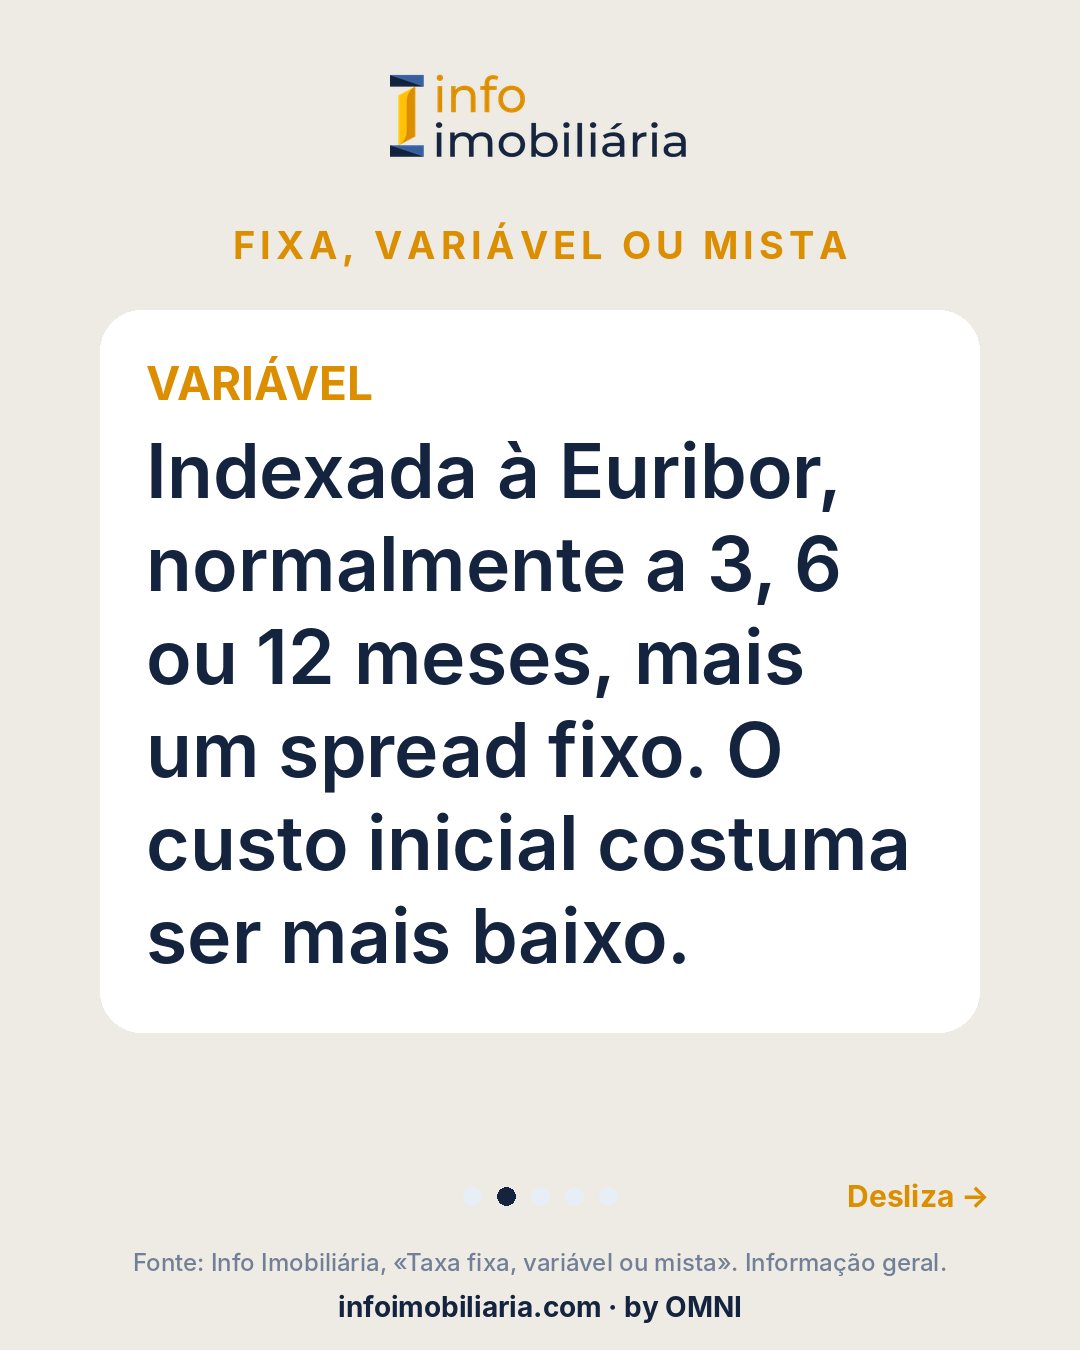 info
imobiliária
FIXA, VARIÁVEL OU MISTA
VARIÁVEL
Indexada à Euribor,
normalmente a 3, 6
ou 12 meses, mais
um spread fixo. O
custo inicial costuma
ser mais baixo.
Desliza →
Fonte: Info Imobiliária, «Taxa fixa, variável ou mista». Informação geral.
infoimobiliaria.com · by OMNI